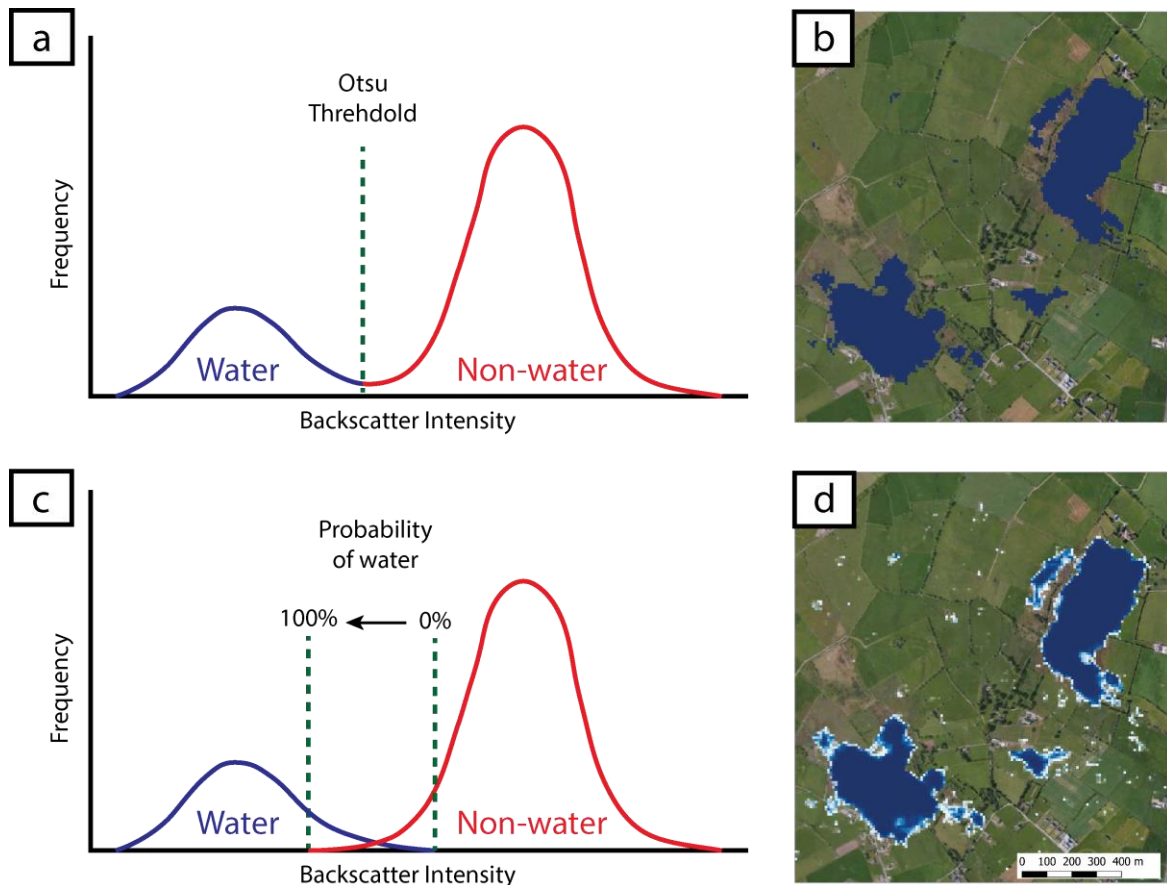 a
Otsu
Threhdold
Frequency
Water
Non-water
Backscatter Intensity
b
c
Probability
of water
100%
0%
Frequency
Water
Non-water
Backscatter Intensity
d
0 100 200 300 400 m